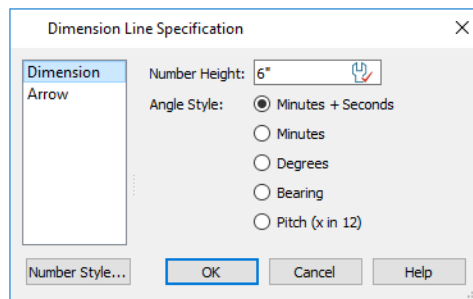 Dimension Line Specification
Dimension
Arrow
Number Height: 6"
Angle Style: Minutes + Seconds
Minutes
Degrees
Bearing
Pitch (x in 12)
Number Style... OK Cancel Help